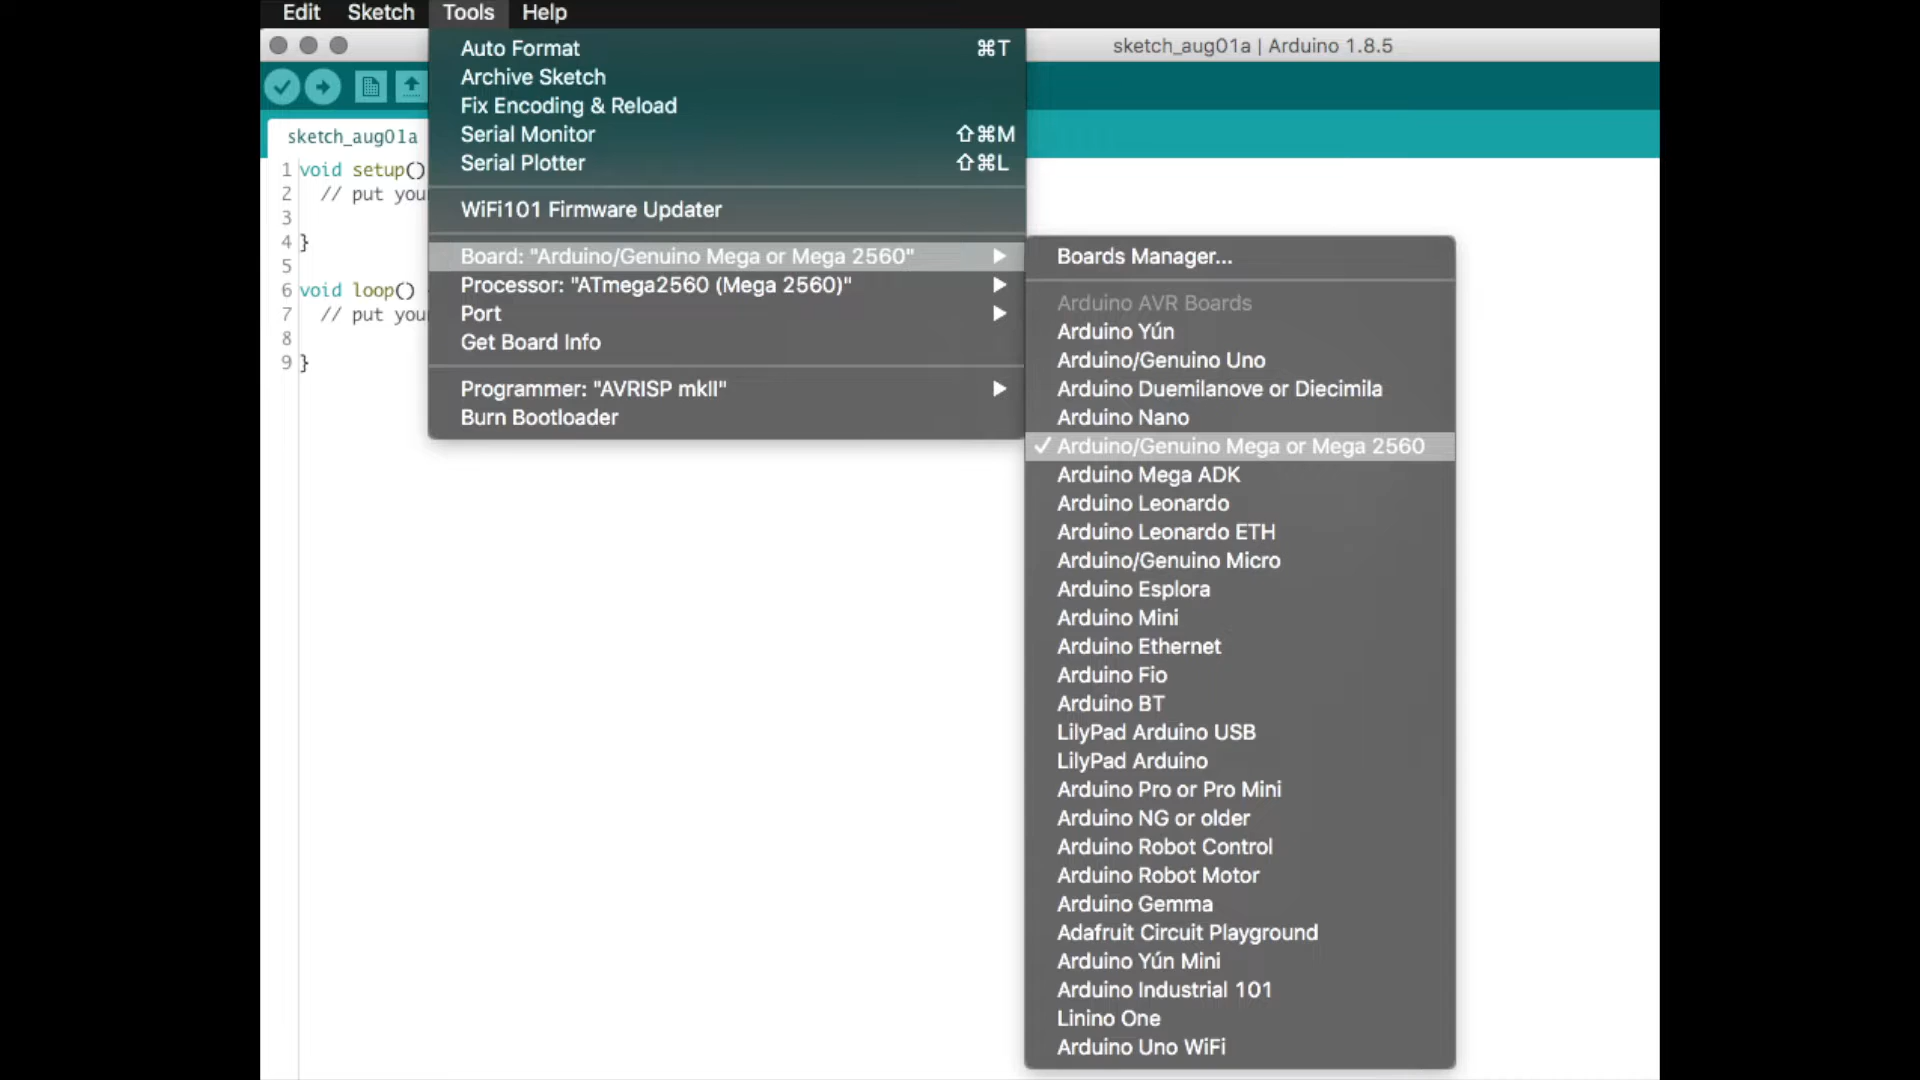 Edit Sketch Tools Help
sketch_aug01a | Arduino 1.8.5
Auto Format ⌘T
Archive Sketch
Fix Encoding & Reload
Serial Monitor ⇧⌘M
Serial Plotter ⇧⌘L
WiFi101 Firmware Updater
Board: "Arduino/Genuino Mega or Mega 2560"
Processor: "ATmega2560 (Mega 2560)"
Port
Get Board Info
Programmer: "AVRISP mkII"
Burn Bootloader
sketch_aug01a
1 void setup()
2 // put you
3
4 }
5
6 void loop()
7 // put you
8
9 }
Boards Manager...
Arduino AVR Boards
Arduino Yún
Arduino/Genuino Uno
Arduino Duemilanove or Diecimila
Arduino Nano
✓ Arduino/Genuino Mega or Mega 2560
Arduino Mega ADK
Arduino Leonardo
Arduino Leonardo ETH
Arduino/Genuino Micro
Arduino Esplora
Arduino Mini
Arduino Ethernet
Arduino Fio
Arduino BT
LilyPad Arduino USB
LilyPad Arduino
Arduino Pro or Pro Mini
Arduino NG or older
Arduino Robot Control
Arduino Robot Motor
Arduino Gemma
Adafruit Circuit Playground
Arduino Yún Mini
Arduino Industrial 101
Linino One
Arduino Uno WiFi